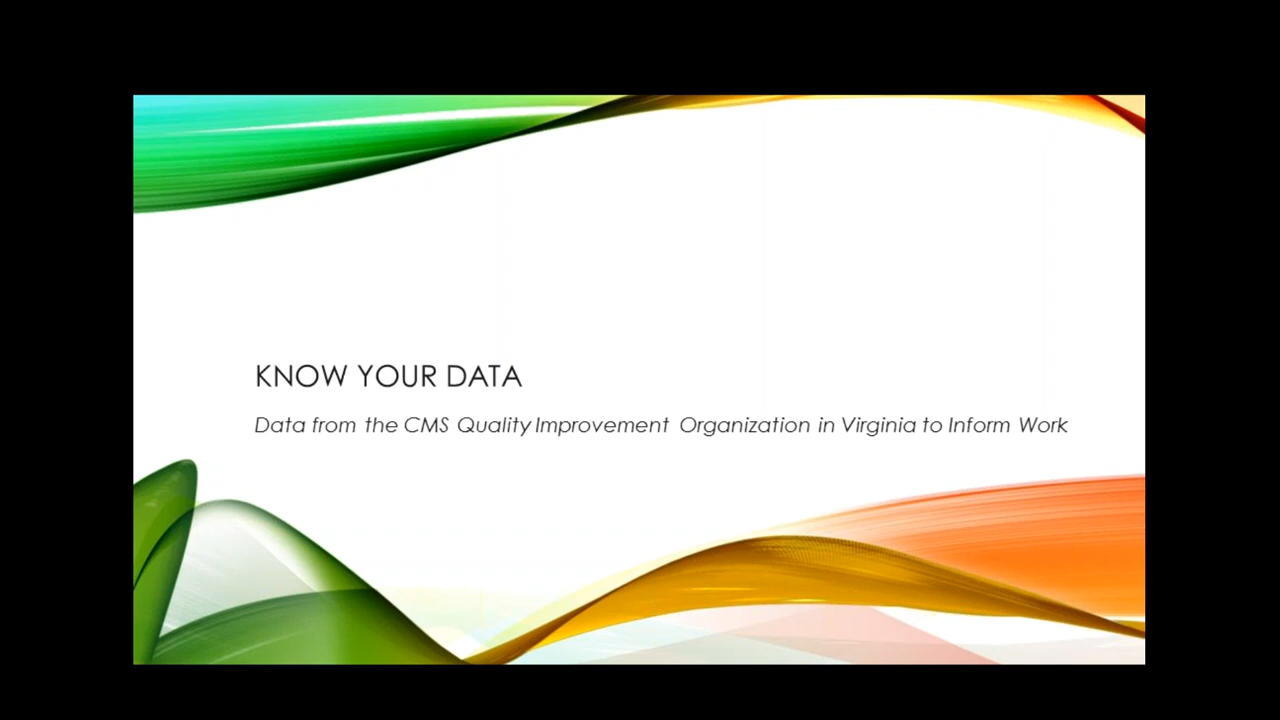 KNOW YOUR DATA
Data from the CMS Quality Improvement Organization in Virginia to Inform Work